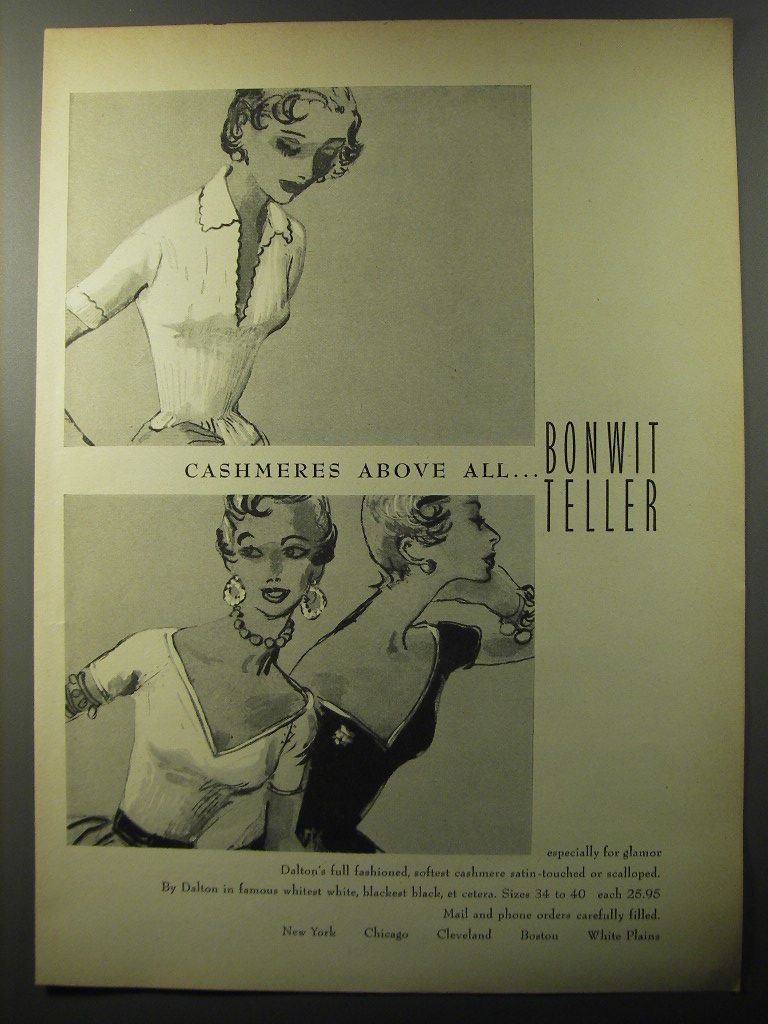 CASHMERES ABOVE ALL...
BONWIT
TELLER
especially for glamor
Dalton's full fashioned, softest cashmere satin-touched or scalloped.
By Dalton in famous whitest white, blackest black, et cetera. Sizes 34 to 40 each 25.95
Mail and phone orders carefully filled.
New York Chicago Cleveland Boston White Plains